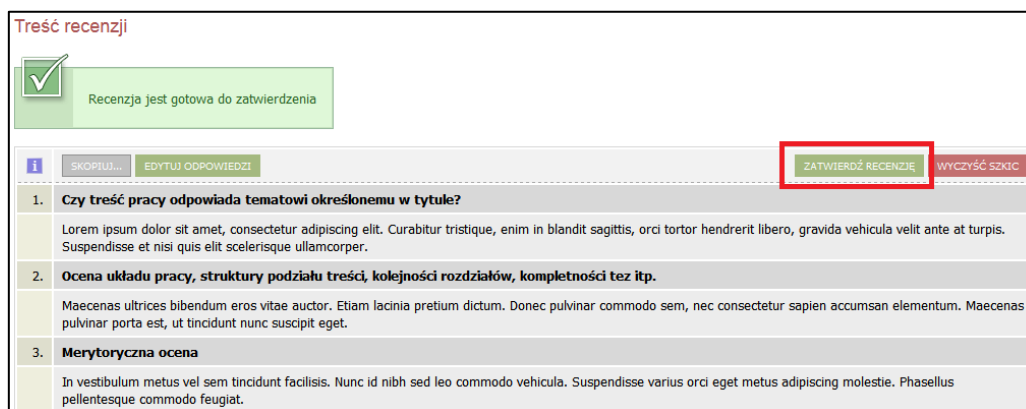 Treść recenzji
Recenzja jest gotowa do zatwierdzenia
i SKOPIUJ... EDYTUJ ODPOWIEDZI ZATWIERDŹ RECENZJĘ WYCZYŚĆ SZKIC
1. Czy treść pracy odpowiada tematowi określonemu w tytule?
Lorem ipsum dolor sit amet, consectetur adipiscing elit. Curabitur tristique, enim in blandit sagittis, orci tortor hendrerit libero, gravida vehicula velit ante at turpis.
Suspendisse et nisi quis elit scelerisque ullamcorper.
2. Ocena układu pracy, struktury podziału treści, kolejności rozdziałów, kompletności tez itp.
Maecenas ultrices bibendum eros vitae auctor. Etiam lacinia pretium dictum. Donec pulvinar commodo sem, nec consectetur sapien accumsan elementum. Maecenas
pulvinar porta est, ut tincidunt nunc suscipit eget.
3. Merytoryczna ocena
In vestibulum metus vel sem tincidunt facilisis. Nunc id nibh sed leo commodo vehicula. Suspendisse varius orci eget metus adipiscing molestie. Phasellus
pellentesque commodo feugiat.